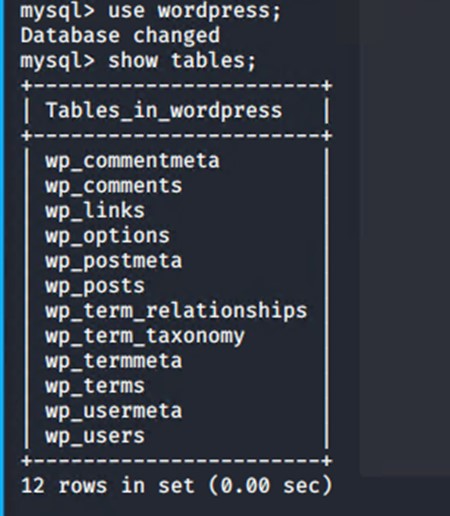 mysql> use wordpress;
Database changed
mysql> show tables;
+-----------------------+
| Tables_in_wordpress   |
+-----------------------+
| wp_commentmeta        |
| wp_comments           |
| wp_links              |
| wp_options            |
| wp_postmeta           |
| wp_posts              |
| wp_term_relationships |
| wp_term_taxonomy      |
| wp_termmeta           |
| wp_terms              |
| wp_usermeta           |
| wp_users              |
+-----------------------+
12 rows in set (0.00 sec)